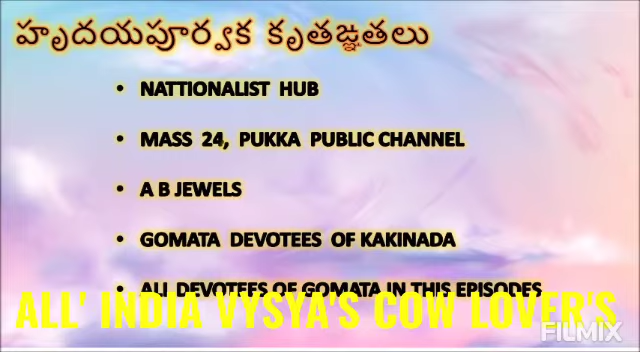 హృదయపూర్వక కృతఙ్ఞతలు
• NATTIONALIST HUB
• MASS 24, PUKKA PUBLIC CHANNEL
• A B JEWELS
• GOMATA DEVOTEES OF KAKINADA
• ALL DEVOTEES OF GOMATA IN THIS EPISODES
ALL' INDIA VYSYA'S COW LOVER'S
FILMIX